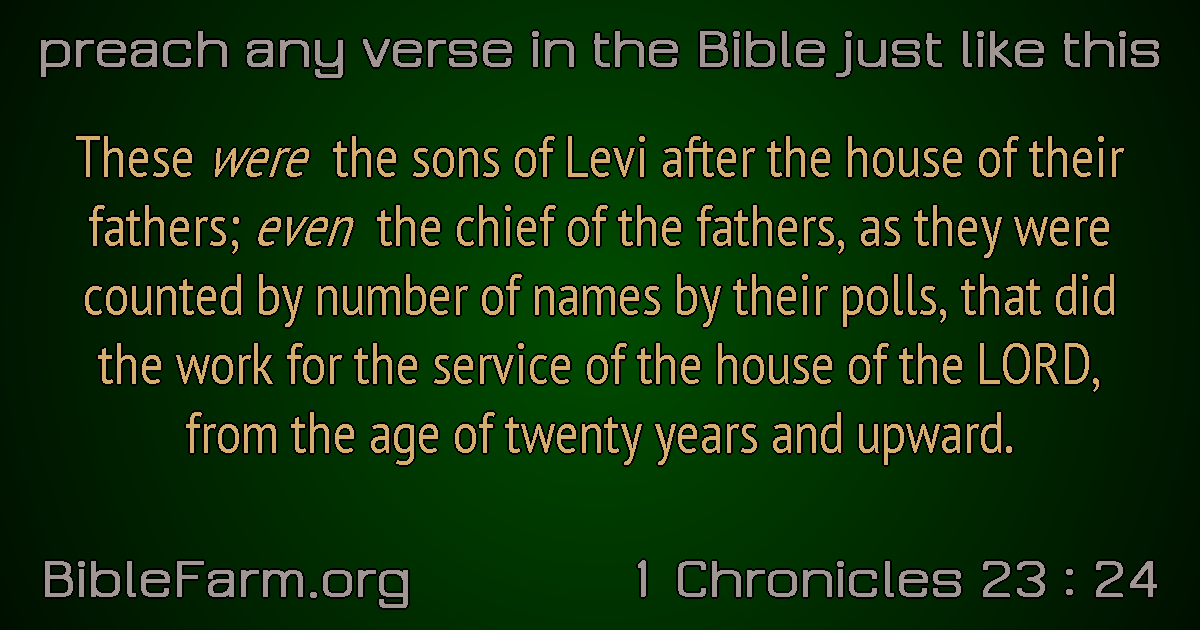 preach any verse in the Bible just like this
These were the sons of Levi after the house of their
fathers; even the chief of the fathers, as they were
counted by number of names by their polls, that did
the work for the service of the house of the LORD,
from the age of twenty years and upward.
BibleFarm.org
1 Chronicles 23 : 24